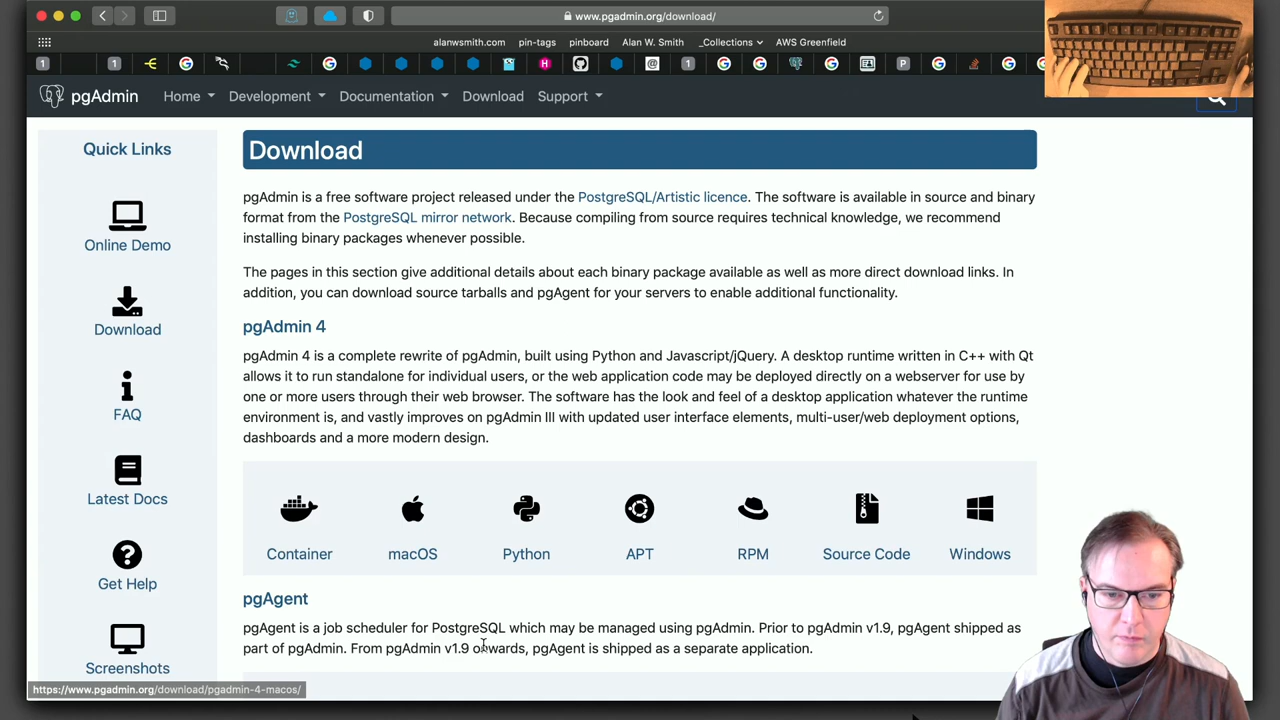 www.pgadmin.org/download/
alanwsmith.com pin-tags pinboard Alan W. Smith _Collections AWS Greenfield
pgAdmin Home Development Documentation Download Support
Quick Links
Online Demo
Download
FAQ
Latest Docs
Get Help
Screenshots
Download
pgAdmin is a free software project released under the PostgreSQL/Artistic licence. The software is available in source and binary
format from the PostgreSQL mirror network. Because compiling from source requires technical knowledge, we recommend
installing binary packages whenever possible.
The pages in this section give additional details about each binary package available as well as more direct download links. In
addition, you can download source tarballs and pgAgent for your servers to enable additional functionality.
pgAdmin 4
pgAdmin 4 is a complete rewrite of pgAdmin, built using Python and Javascript/jQuery. A desktop runtime written in C++ with Qt
allows it to run standalone for individual users, or the web application code may be deployed directly on a webserver for use by
one or more users through their web browser. The software has the look and feel of a desktop application whatever the runtime
environment is, and vastly improves on pgAdmin III with updated user interface elements, multi-user/web deployment options,
dashboards and a more modern design.
Container macOS Python APT RPM Source Code Windows
pgAgent
pgAgent is a job scheduler for PostgreSQL which may be managed using pgAdmin. Prior to pgAdmin v1.9, pgAgent shipped as
part of pgAdmin. From pgAdmin v1.9 onwards, pgAgent is shipped as a separate application.
https://www.pgadmin.org/download/pgadmin-4-macos/